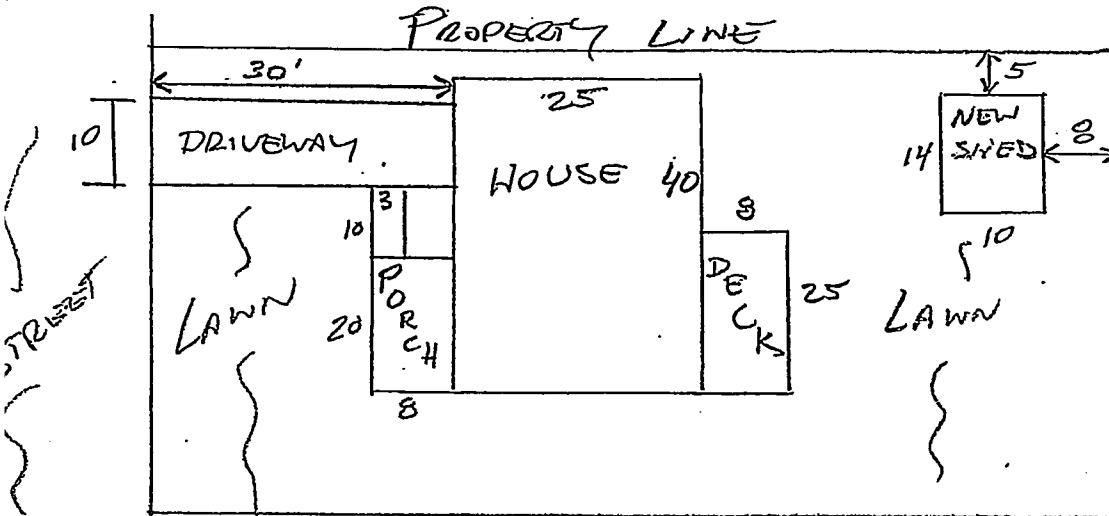 PROPERTY LINE
30'
5
25
10
DRIVEWAY
NEW
SHED
14
8
HOUSE
40
3
10
8
10
PORCH
DECK
25
LAWN
LAWN
20
8
STREET